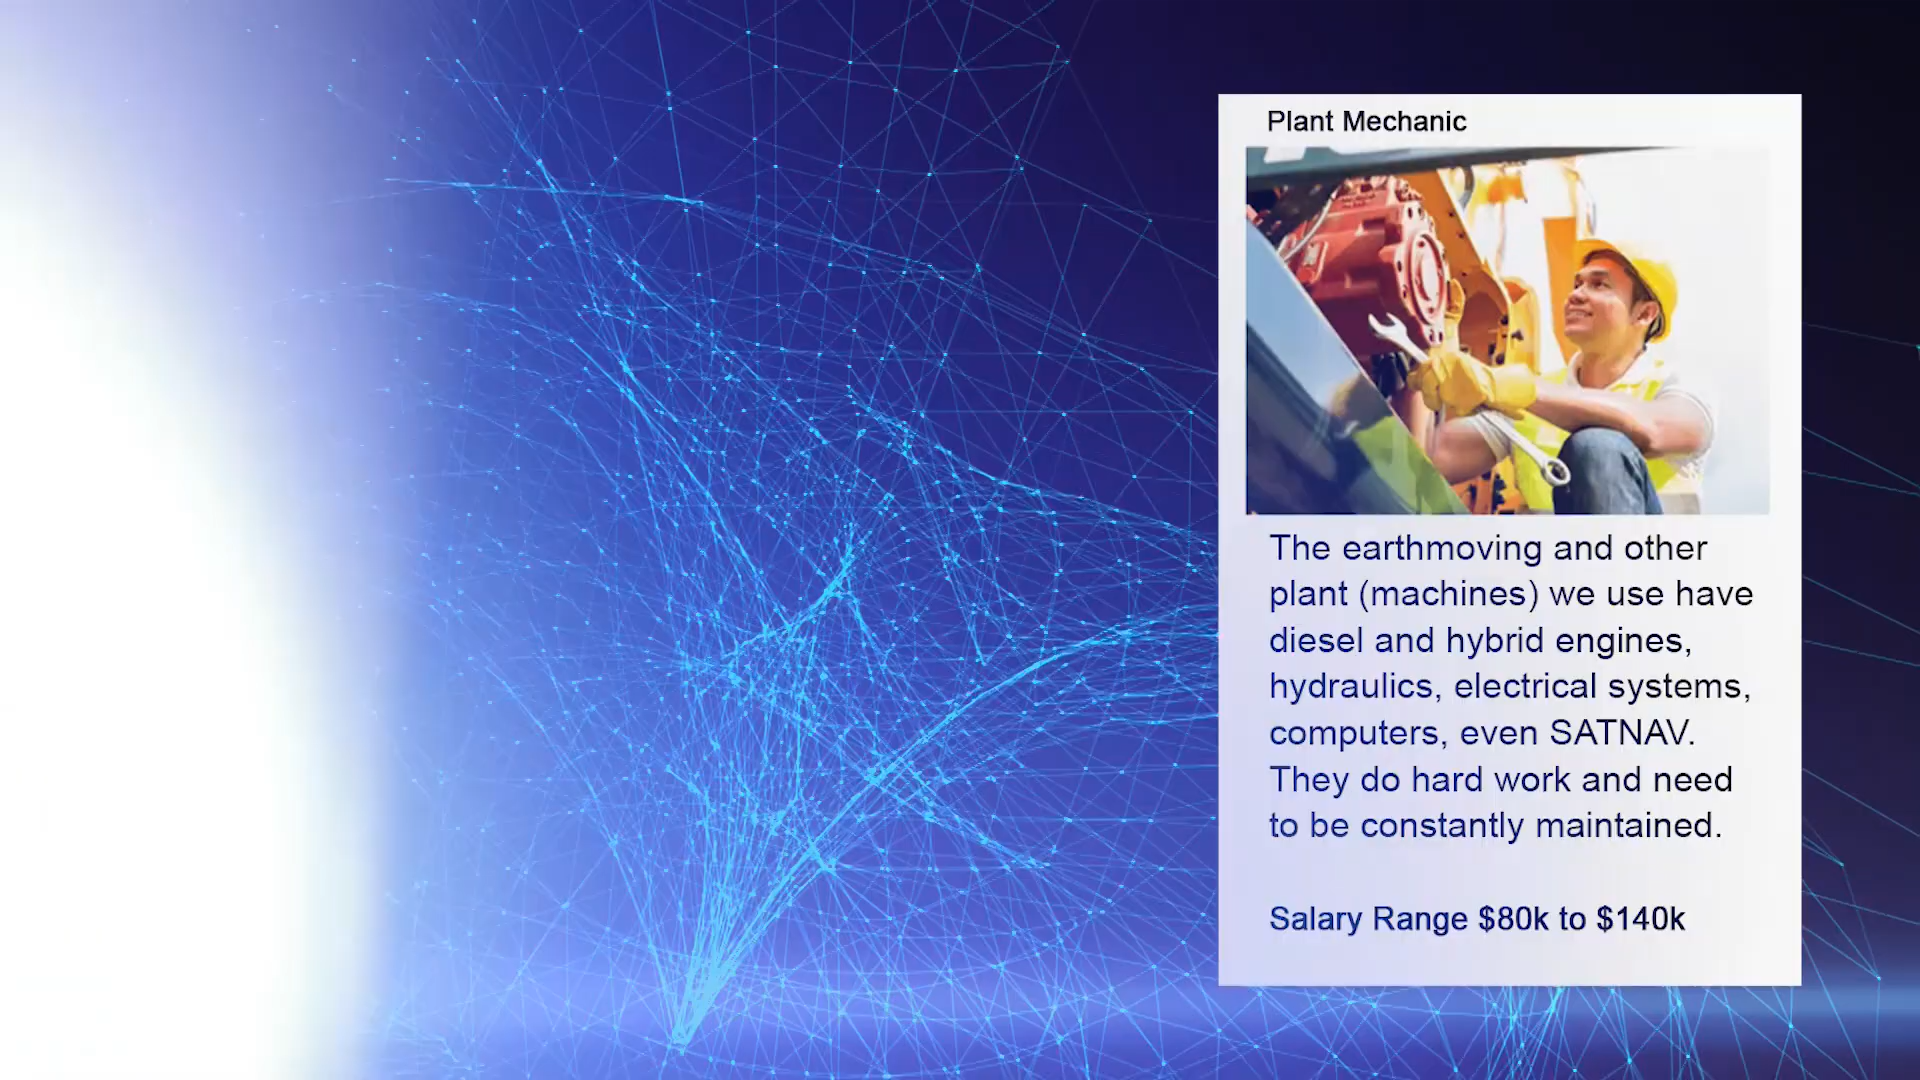 Plant Mechanic
The earthmoving and other
plant (machines) we use have
diesel and hybrid engines,
hydraulics, electrical systems,
computers, even SATNAV.
They do hard work and need
to be constantly maintained.
Salary Range $80k to $140k